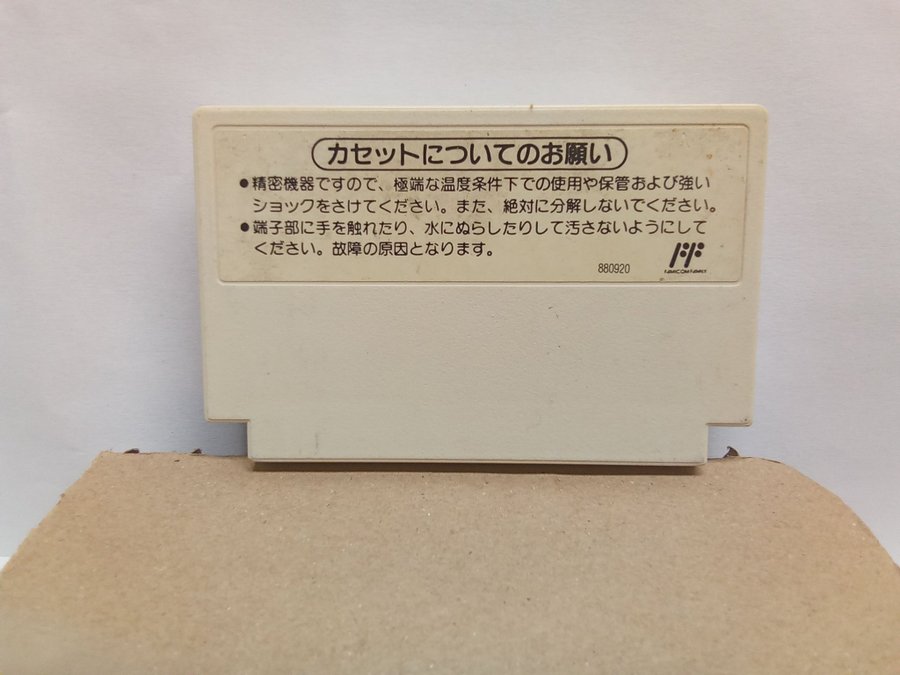 カセットについてのお願い
●精密機器ですので、極端な温度条件下での使用や保管および強い
ショックをさけてください。また、絶対に分解しないでください。
●端子部に手を触れたり、水にぬらしたりして汚さないようにして
ください。故障の原因となります。
880920
FAMICOM FAMILY